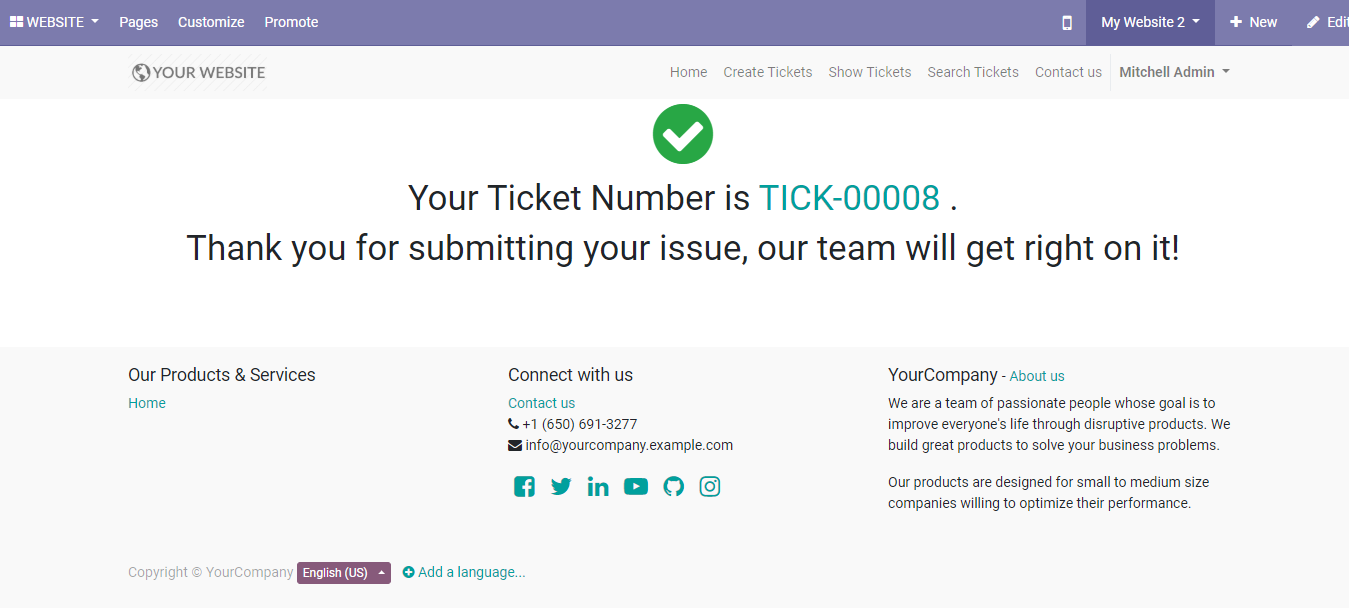 WEBSITE Pages Customize Promote My Website 2 New Edit
YOUR WEBSITE Home Create Tickets Show Tickets Search Tickets Contact us Mitchell Admin
Your Ticket Number is TICK-00008 .
Thank you for submitting your issue, our team will get right on it!
Our Products & Services
Home
Connect with us
Contact us
+1 (650) 691-3277
info@yourcompany.example.com
YourCompany - About us
We are a team of passionate people whose goal is to
improve everyone's life through disruptive products. We
build great products to solve your business problems.
Our products are designed for small to medium size
companies willing to optimize their performance.
Copyright © YourCompany English (US) Add a language...